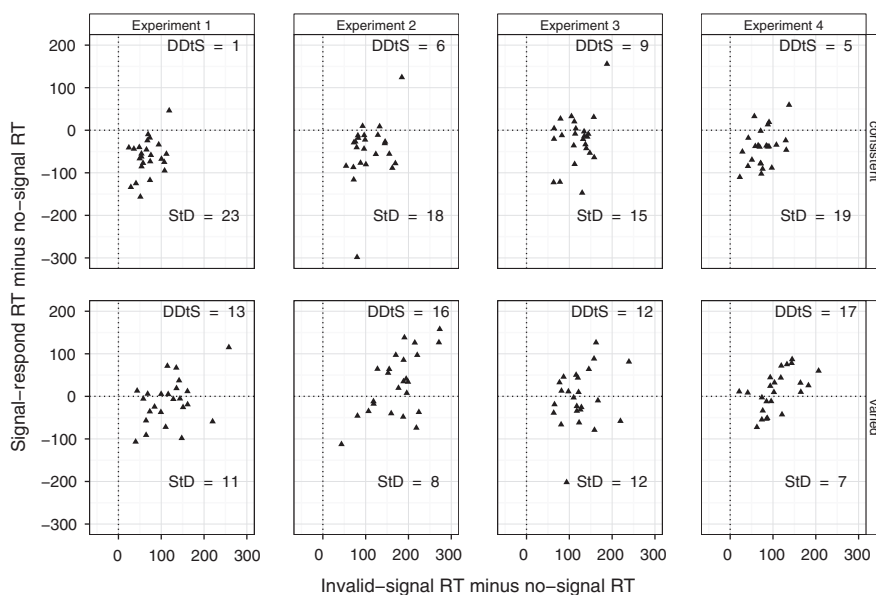 Experiment 1 Experiment 2 Experiment 3 Experiment 4
DDtS = 1 DDtS = 6 DDtS = 9 DDtS = 5
StD = 23 StD = 18 StD = 15 StD = 19
consistent
200
100
0
−100
−200
−300
DDtS = 13 DDtS = 16 DDtS = 12 DDtS = 17
StD = 11 StD = 8 StD = 12 StD = 7
varied
200
100
0
−100
−200
−300
0 100 200 300 0 100 200 300 0 100 200 300 0 100 200 300
Signal−respond RT minus no−signal RT
Invalid−signal RT minus no−signal RT